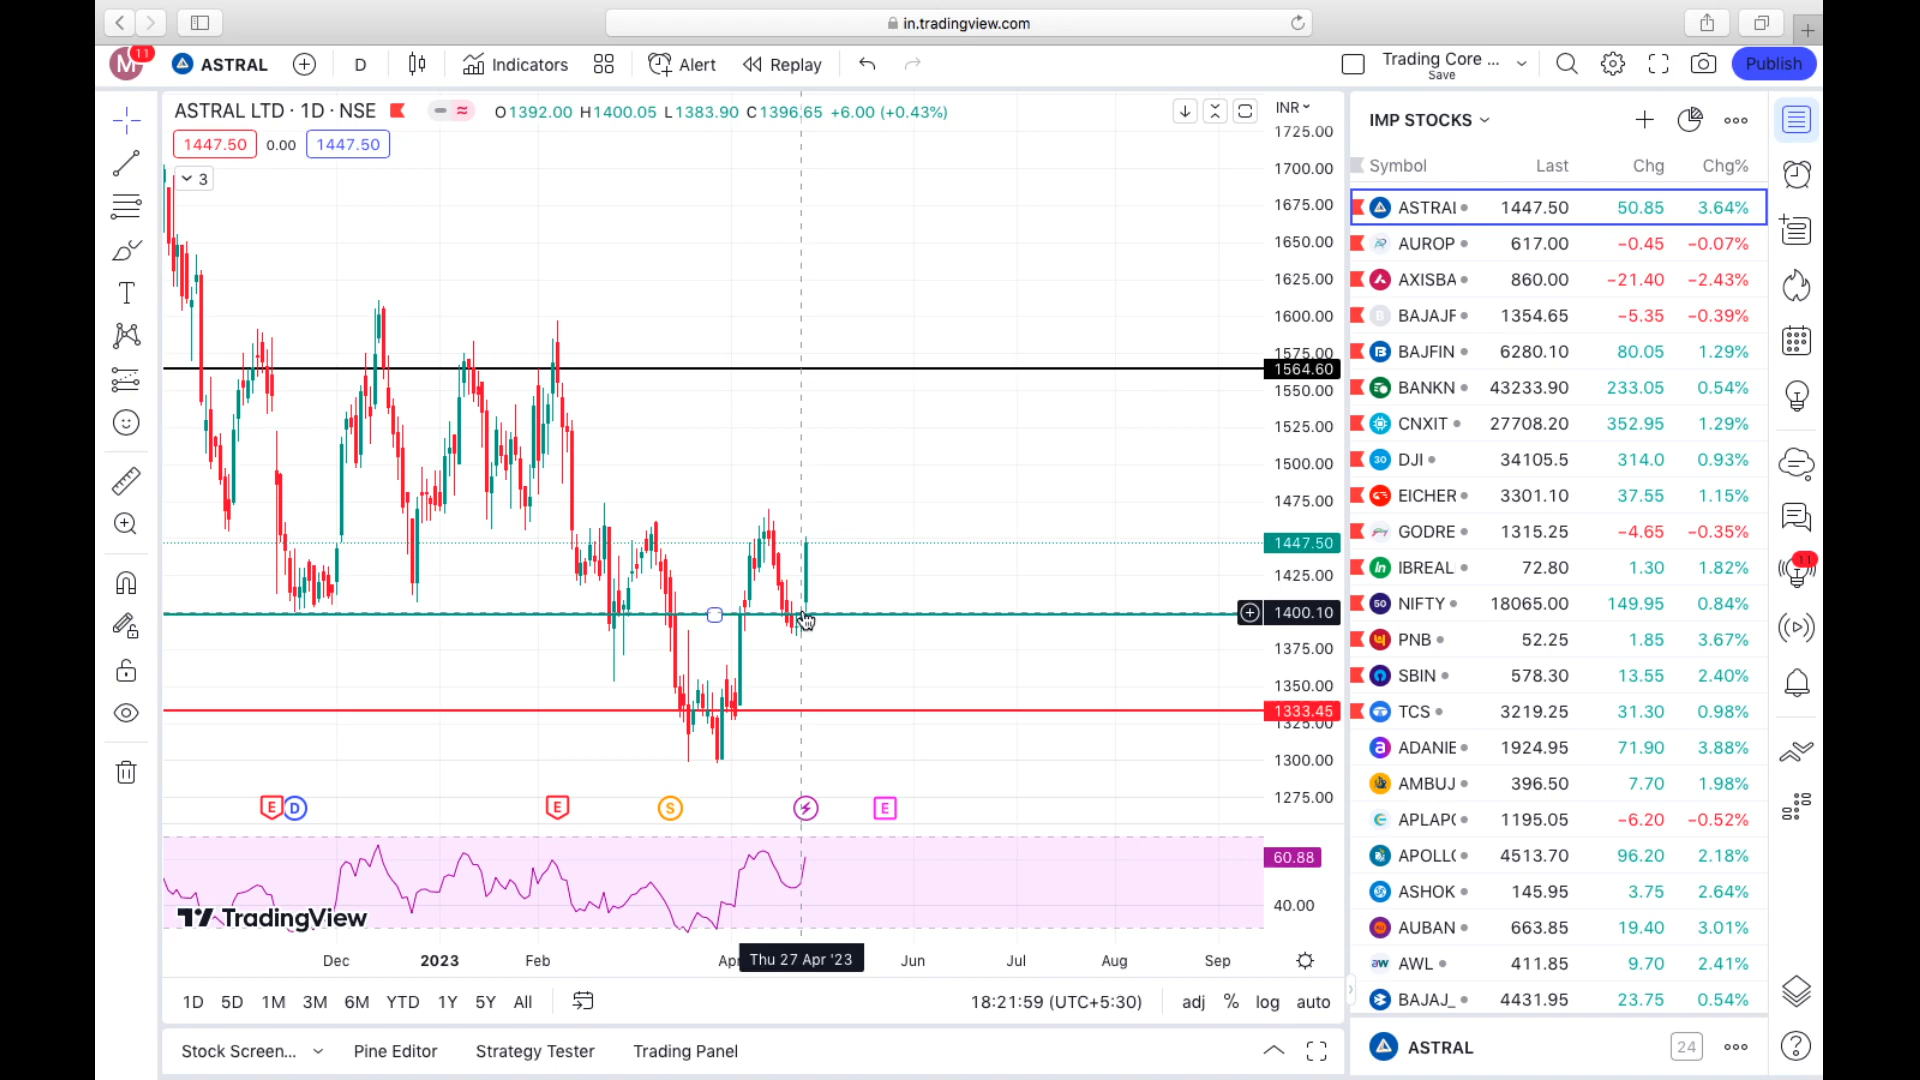 in.tradingview.com
M 11 ASTRAL D Indicators Alert Replay Trading Core ... Save Publish
ASTRAL LTD · 1D · NSE O1392.00 H1400.05 L1383.90 C1396.65 +6.00 (+0.43%)
1447.50 0.00 1447.50
3
INR
1725.00
1700.00
1675.00
1650.00
1625.00
1600.00
1575.00
1564.60
1550.00
1525.00
1500.00
1475.00
1447.50
1425.00
1400.10
1375.00
1350.00
1333.45
1325.00
1300.00
1275.00
E D E S E
60.88
40.00
TradingView
Dec 2023 Feb Apr Thu 27 Apr '23 Jun Jul Aug Sep
1D 5D 1M 3M 6M YTD 1Y 5Y All 18:21:59 (UTC+5:30) adj % log auto
Stock Screen... Pine Editor Strategy Tester Trading Panel
IMP STOCKS
Symbol Last Chg Chg%
ASTRAL 1447.50 50.85 3.64%
AUROP 617.00 −0.45 −0.07%
AXISBA 860.00 −21.40 −2.43%
BAJAJF 1354.65 −5.35 −0.39%
BAJFIN 6280.10 80.05 1.29%
BANKN 43233.90 233.05 0.54%
CNXIT 27708.20 352.95 1.29%
30 DJI 34105.5 314.0 0.93%
EICHER 3301.10 37.55 1.15%
GODRE 1315.25 −4.65 −0.35%
IBREAL 72.80 1.30 1.82%
50 NIFTY 18065.00 149.95 0.84%
PNB 52.25 1.85 3.67%
SBIN 578.30 13.55 2.40%
TCS 3219.25 31.30 0.98%
ADANIE 1924.95 71.90 3.88%
AMBUJ 396.50 7.70 1.98%
APLAP 1195.05 −6.20 −0.52%
APOLL 4513.70 96.20 2.18%
ASHOK 145.95 3.75 2.64%
AUBAN 663.85 19.40 3.01%
aw AWL 411.85 9.70 2.41%
BAJAJ_ 4431.95 23.75 0.54%
ASTRAL 24
11